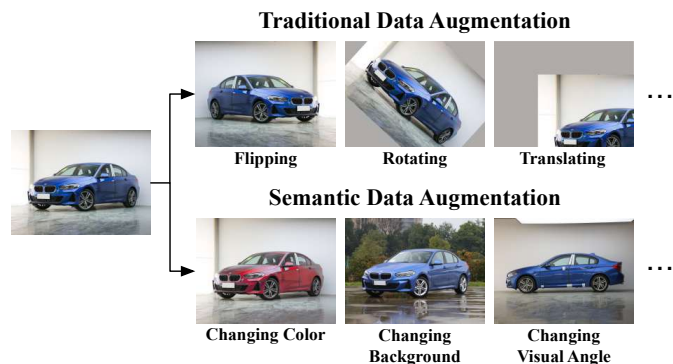 Traditional Data Augmentation
Flipping
Rotating
Translating
...
Semantic Data Augmentation
Changing Color
Changing
Background
Changing
Visual Angle
...